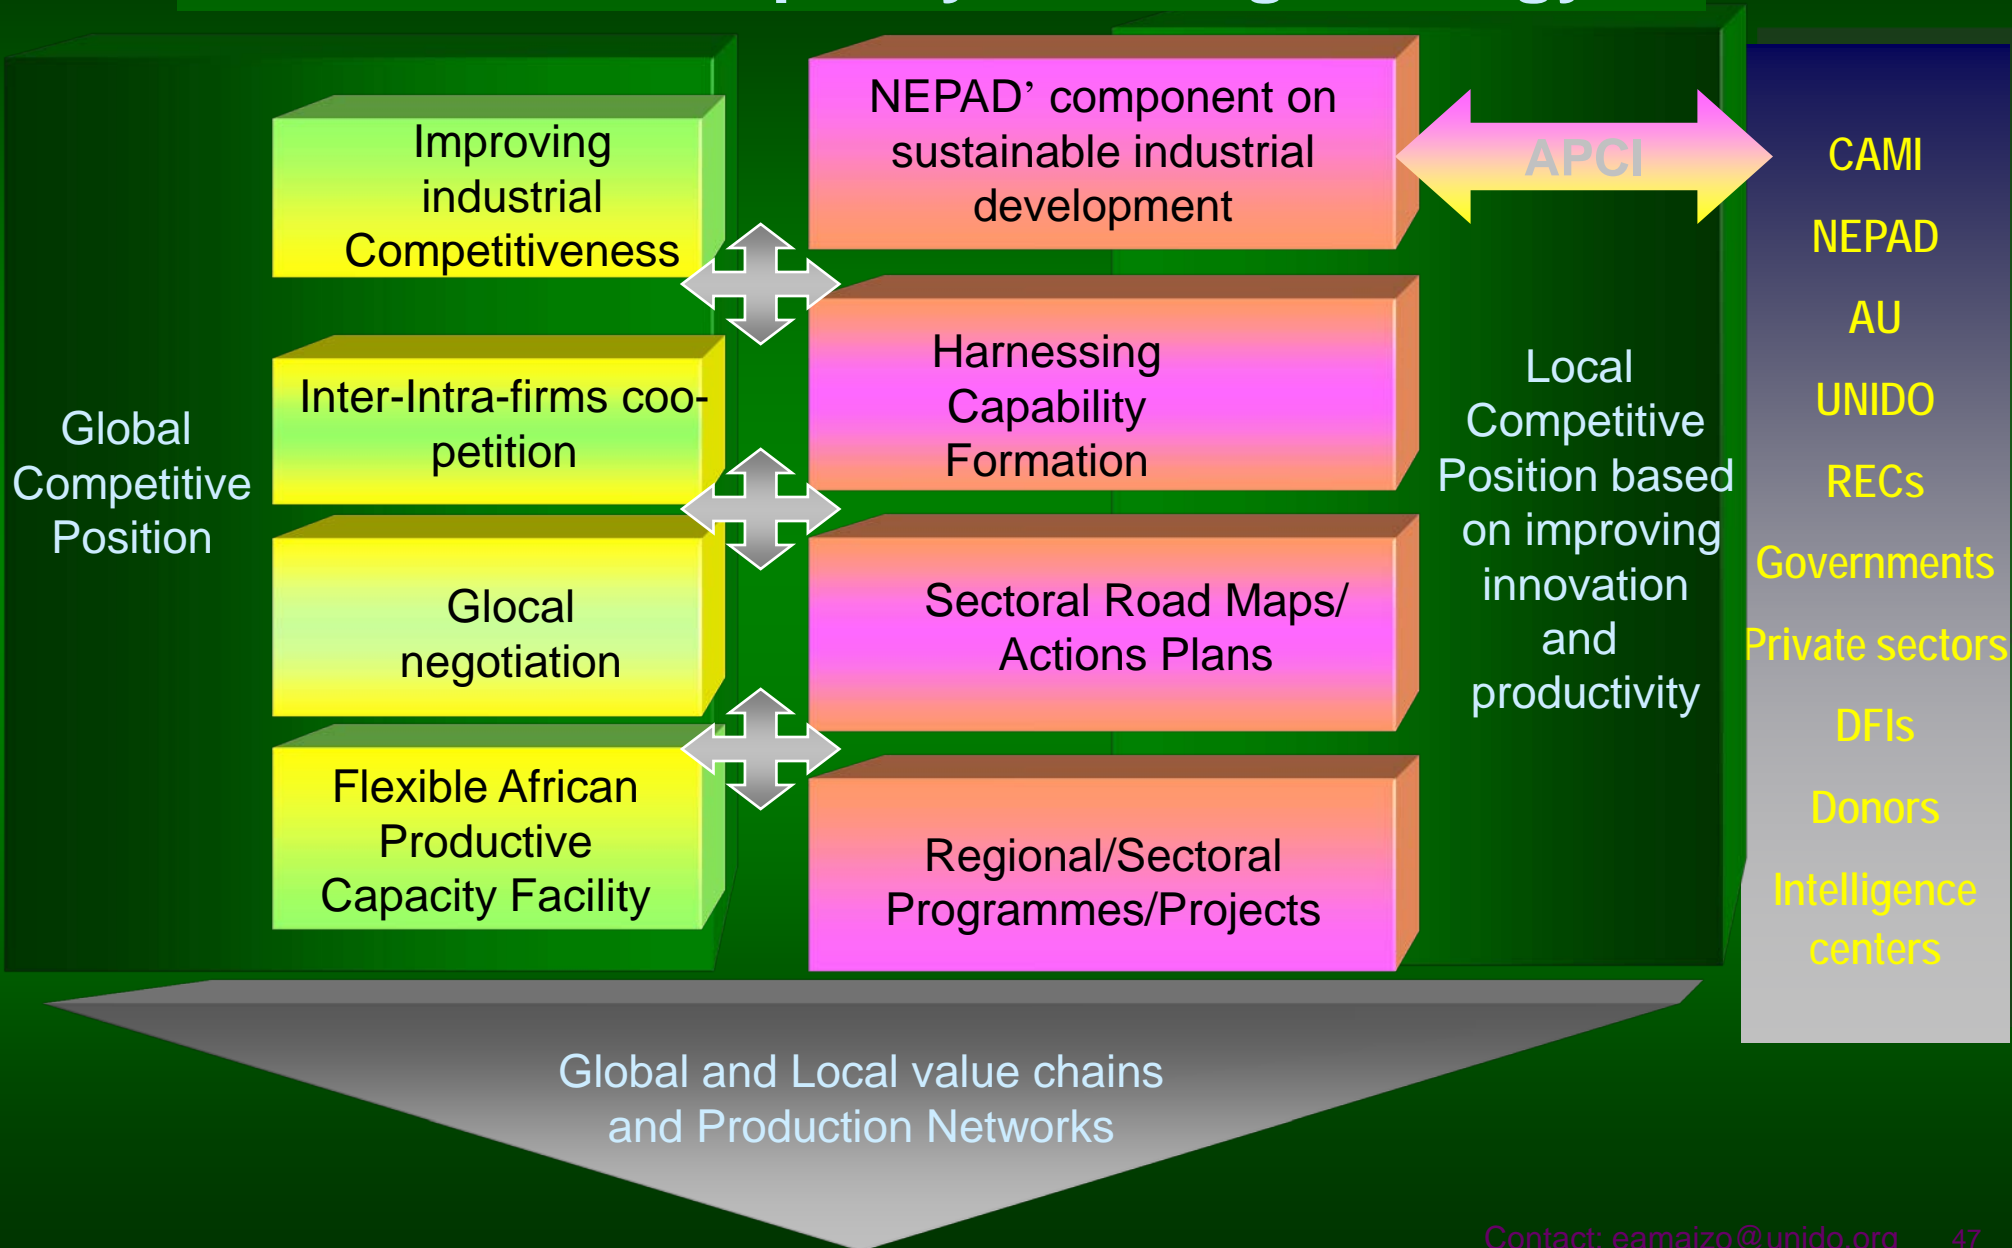 Global
Competitive
Position
Improving
industrial
Competitiveness
Inter-Intra-firms coo-
petition
Glocal
negotiation
Flexible African
Productive
Capacity Facility
NEPAD’ component on
sustainable industrial
development
Harnessing
Capability
Formation
Sectoral Road Maps/
Actions Plans
Regional/Sectoral
Programmes/Projects
APCI
Local
Competitive
Position based
on improving
innovation
and
productivity
CAMI
NEPAD
AU
UNIDO
RECs
Governments
Private sectors
DFIs
Donors
Intelligence
centers
Global and Local value chains
and Production Networks
Contact: eamaizo@unido.org 47